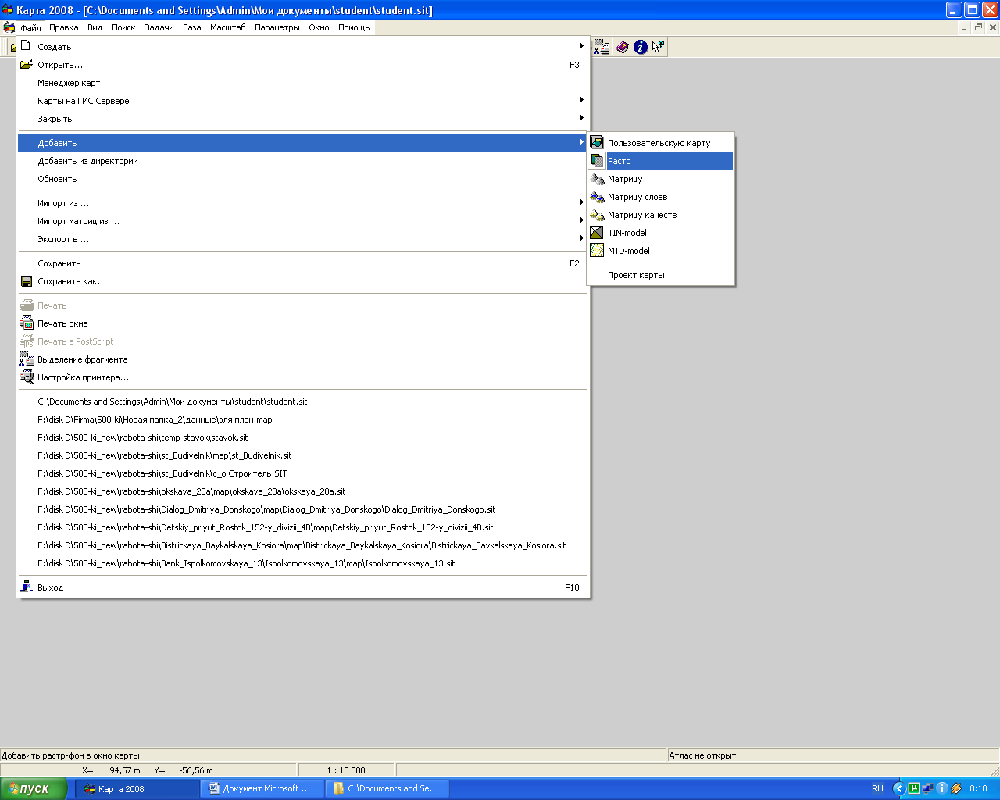 Карта 2008 - [C:\Documents and Settings\Admin\Мои документы\student\student.sit]
Файл Правка Вид Поиск Задачи База Масштаб Параметры Окно Помощь
Создать
Открыть... F3
Менеджер карт
Карты на ГИС Сервере
Закрыть
Добавить
Добавить из директории
Обновить
Импорт из ...
Импорт матриц из ...
Экспорт в ...
Сохранить F2
Сохранить как...
Печать
Печать окна
Печать в PostScript
Выделение фрагмента
Настройка принтера...
C:\Documents and Settings\Admin\Мои документы\student\student.sit
F:\disk D\Firma\500-ki\Новая папка_2\данные\эля план.map
F:\disk D\500-ki_new\rabota-shi\temp-stavok\stavok.sit
F:\disk D\500-ki_new\rabota-shi\st_Budivelnik\map\st_Budivelnik.sit
F:\disk D\500-ki_new\rabota-shi\st_Budivelnik\с_о Строитель.SIT
F:\disk D\500-ki_new\rabota-shi\okskaya_20a\map\okskaya_20a\okskaya_20a.sit
F:\disk D\500-ki_new\rabota-shi\Dialog_Dmitriya_Donskogo\map\Dialog_Dmitriya_Donskogo\Dialog_Dmitriya_Donskogo.sit
F:\disk D\500-ki_new\rabota-shi\Detskiy_priyut_Rostok_152-y_divizii_4B\map\Detskiy_priyut_Rostok_152-y_divizii_4B.sit
F:\disk D\500-ki_new\rabota-shi\Bistrickaya_Baykalskaya_Kosiora\map\Bistrickaya_Baykalskaya_Kosiora\Bistrickaya_Baykalskaya_Kosiora.sit
F:\disk D\500-ki_new\rabota-shi\Bank_Ispolkomovskaya_13\Ispolkomovskaya_13\map\Ispolkomovskaya_13.sit
Выход F10
Пользовательскую карту
Растр
Матрицу
Матрицу слоев
Матрицу качеств
TIN-model
MTD-model
Проект карты
Добавить растр-фон в окно карты Атлас не открыт
X= 94,57 m Y= -56,56 m 1 : 10 000
пуск Карта 2008 Документ Microsoft ... C:\Documents and Se... RU 8:18